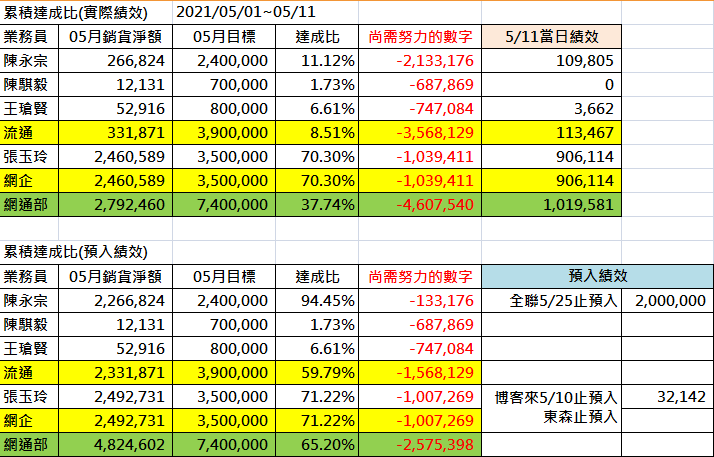 累積達成比(實際績效) 2021/05/01~05/11
業務員 05月銷貨淨額 05月目標 達成比 尚需努力的數字 5/11當日績效
陳永宗 266,824 2,400,000 11.12% -2,133,176 109,805
陳騏毅 12,131 700,000 1.73% -687,869 0
王瑲賢 52,916 800,000 6.61% -747,084 3,662
流通 331,871 3,900,000 8.51% -3,568,129 113,467
張玉玲 2,460,589 3,500,000 70.30% -1,039,411 906,114
網企 2,460,589 3,500,000 70.30% -1,039,411 906,114
網通部 2,792,460 7,400,000 37.74% -4,607,540 1,019,581
累積達成比(預入績效)
業務員 05月銷貨淨額 05月目標 達成比 尚需努力的數字 預入績效
陳永宗 2,266,824 2,400,000 94.45% -133,176 全聯5/25止預入 2,000,000
陳騏毅 12,131 700,000 1.73% -687,869
王瑲賢 52,916 800,000 6.61% -747,084
流通 2,331,871 3,900,000 59.79% -1,568,129
張玉玲 2,492,731 3,500,000 71.22% -1,007,269 博客來5/10止預入 32,142
網企 2,492,731 3,500,000 71.22% -1,007,269 東森止預入
網通部 4,824,602 7,400,000 65.20% -2,575,398